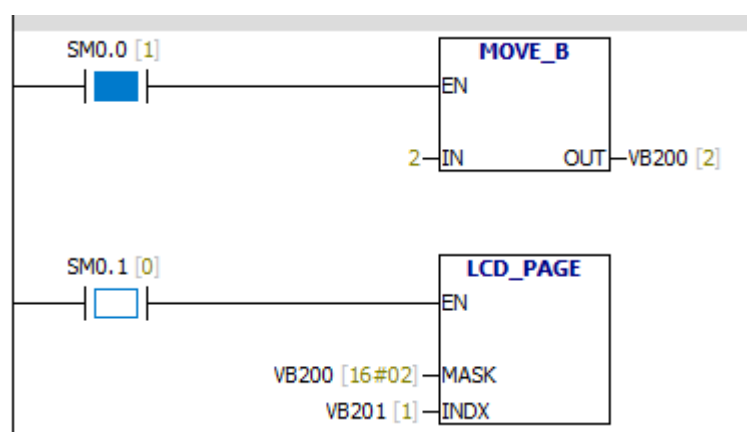 SM0.0 [1]
MOVE_B
EN
2 IN OUT VB200 [2]
SM0.1 [0]
LCD_PAGE
EN
VB200 [16#02] MASK
VB201 [1] INDX